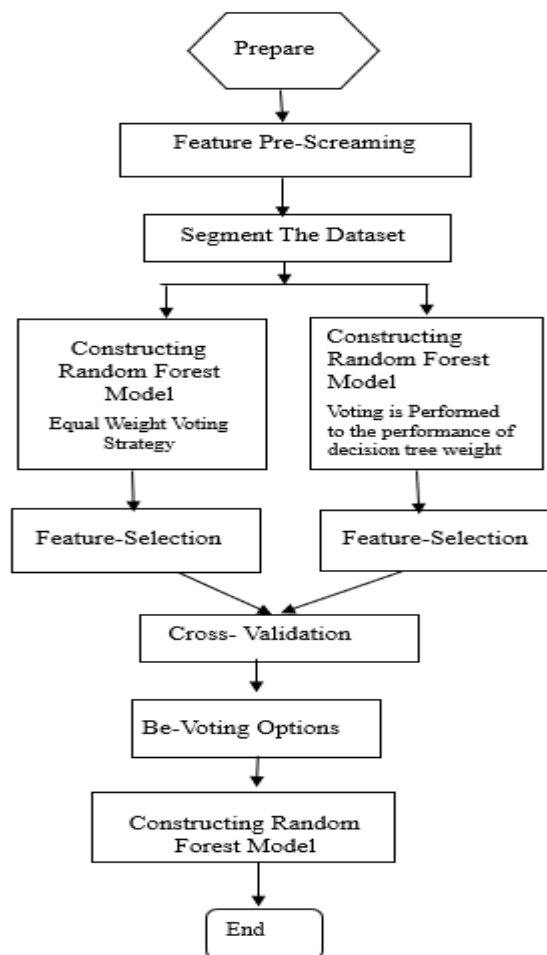 Prepare
Feature Pre-Screaming
Segment The Dataset
Constructing
Random Forest
Model
Equal Weight Voting
Strategy
Constructing
Random Forest
Model
Voting is Performed
to the performance of
decision tree weight
Feature-Selection
Feature-Selection
Cross- Validation
Be-Voting Options
Constructing Random
Forest Model
End